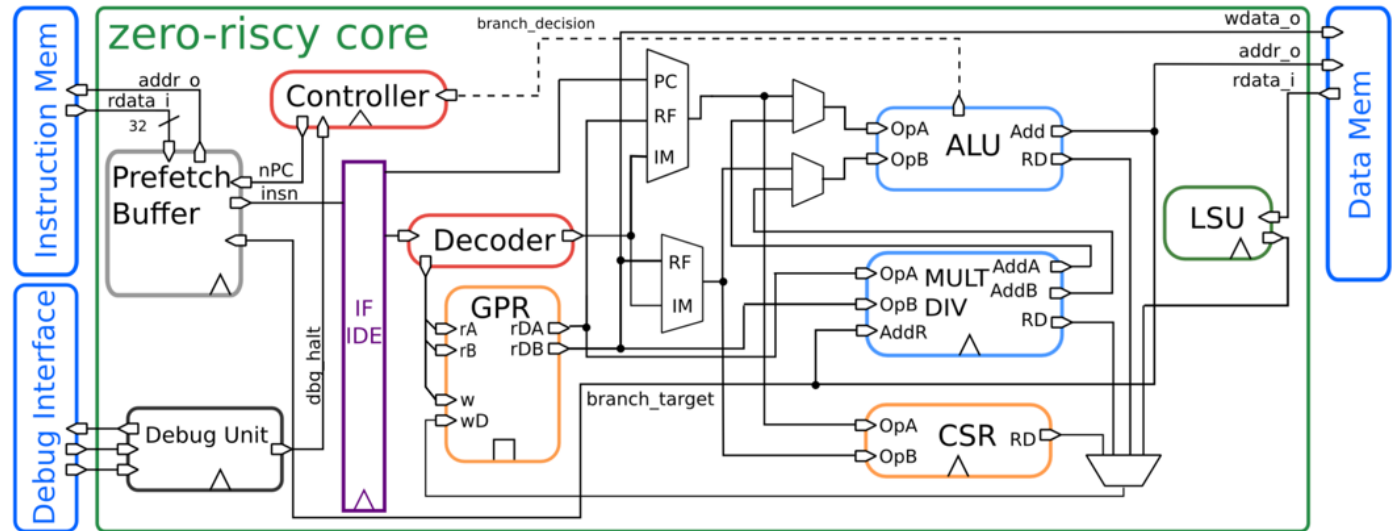 zero-riscy core
branch_decision
wdata_o
addr_o
rdata_i
Instruction Mem
Data Mem
addr_o
rdata_i
32
Controller
PC
RF
IM
OpA
OpB
ALU
Add
RD
Prefetch
Buffer
nPC
insn
LSU
Decoder
RF
IM
OpA
OpB
AddR
MULT
DIV
AddA
AddB
RD
IF
IDE
GPR
rA
rB
w
wD
rDA
rDB
dbg_halt
branch_target
Debug Interface
Debug Unit
OpA
OpB
CSR
RD